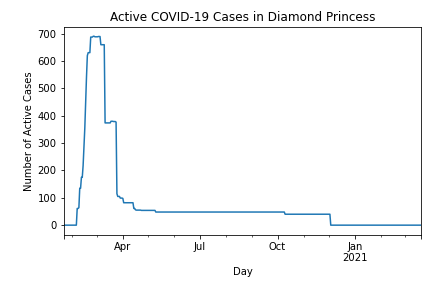 Active COVID-19 Cases in Diamond Princess
Number of Active Cases
700
600
500
400
300
200
100
0
Apr
Jul
Oct
Jan
2021
Day